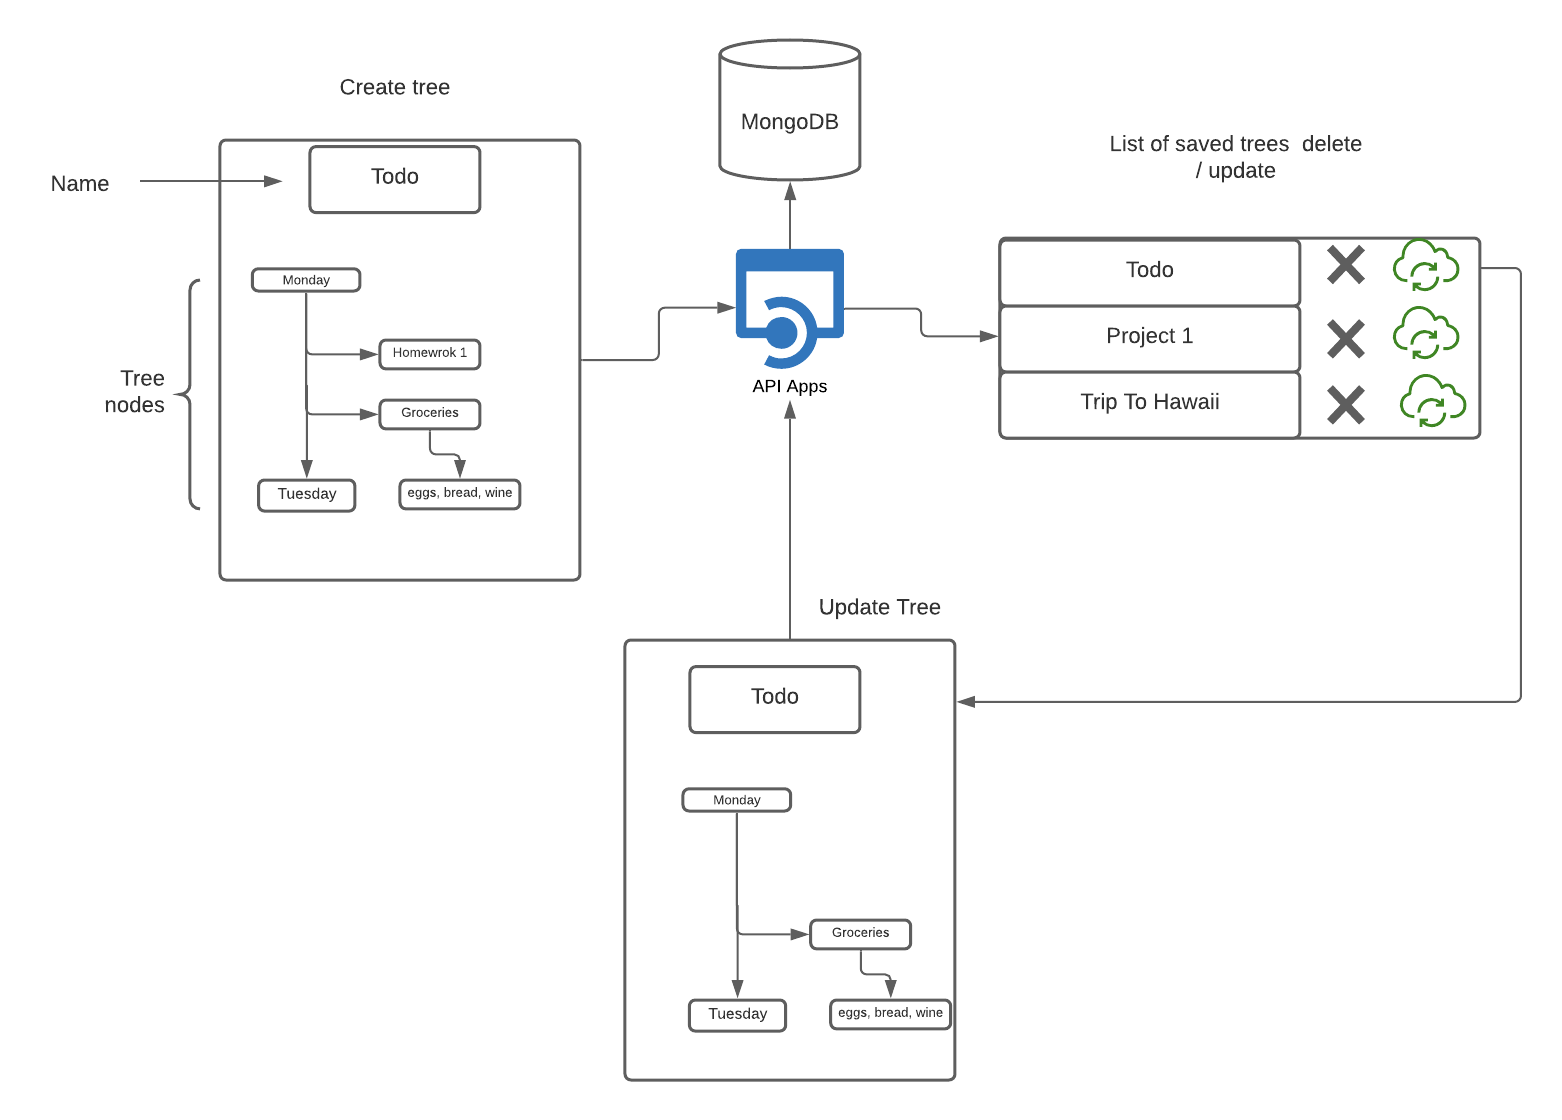 Create tree
Name
Todo
Monday
Homewrok 1
Tree
nodes
Groceries
Tuesday
eggs, bread, wine
MongoDB
API Apps
List of saved trees  delete
/ update
Todo
Project 1
Trip To Hawaii
Update Tree
Todo
Monday
Groceries
Tuesday
eggs, bread, wine